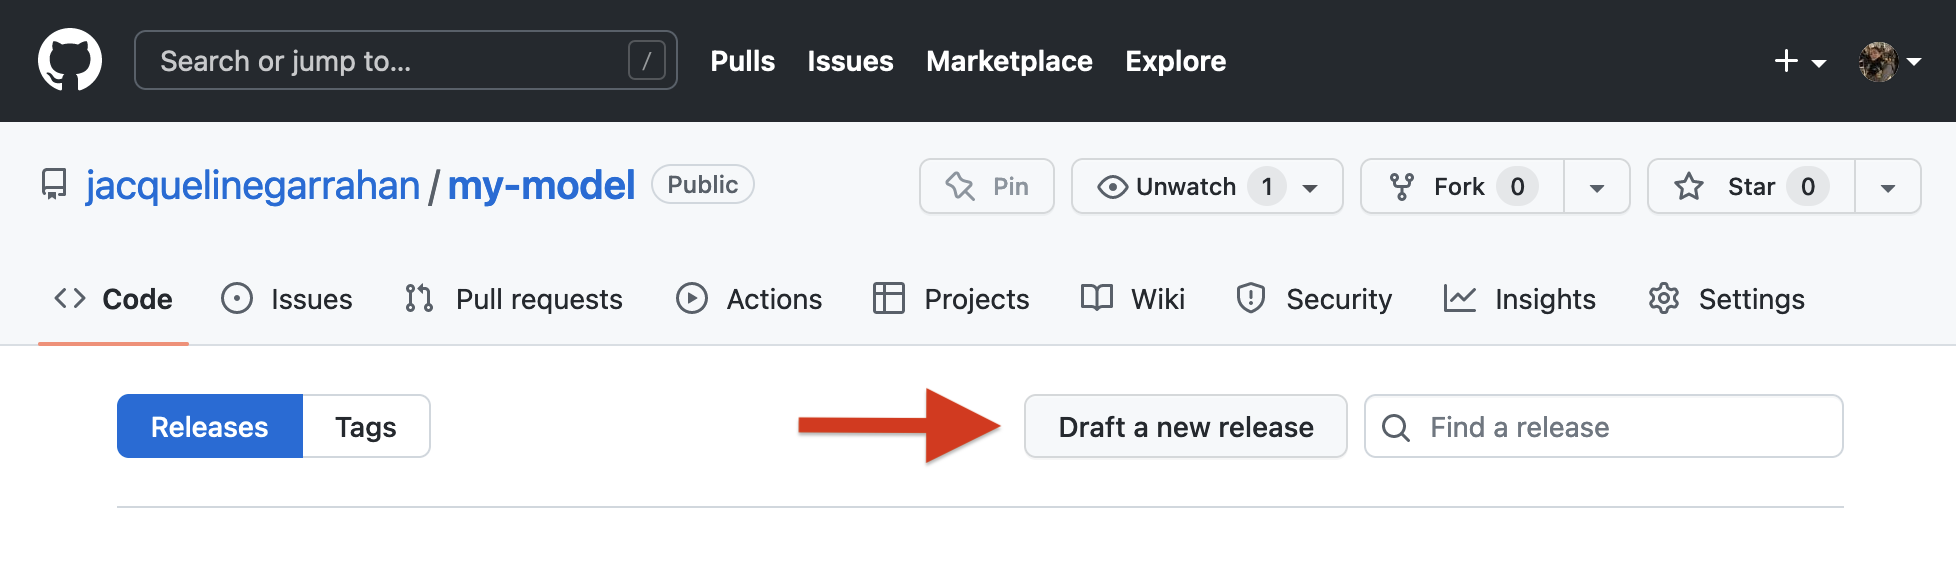 Search or jump to... / Pulls Issues Marketplace Explore
jacquelinegarrahan / my-model Public Pin Unwatch 1 Fork 0 Star 0
Code Issues Pull requests Actions Projects Wiki Security Insights Settings
Releases Tags Draft a new release Find a release